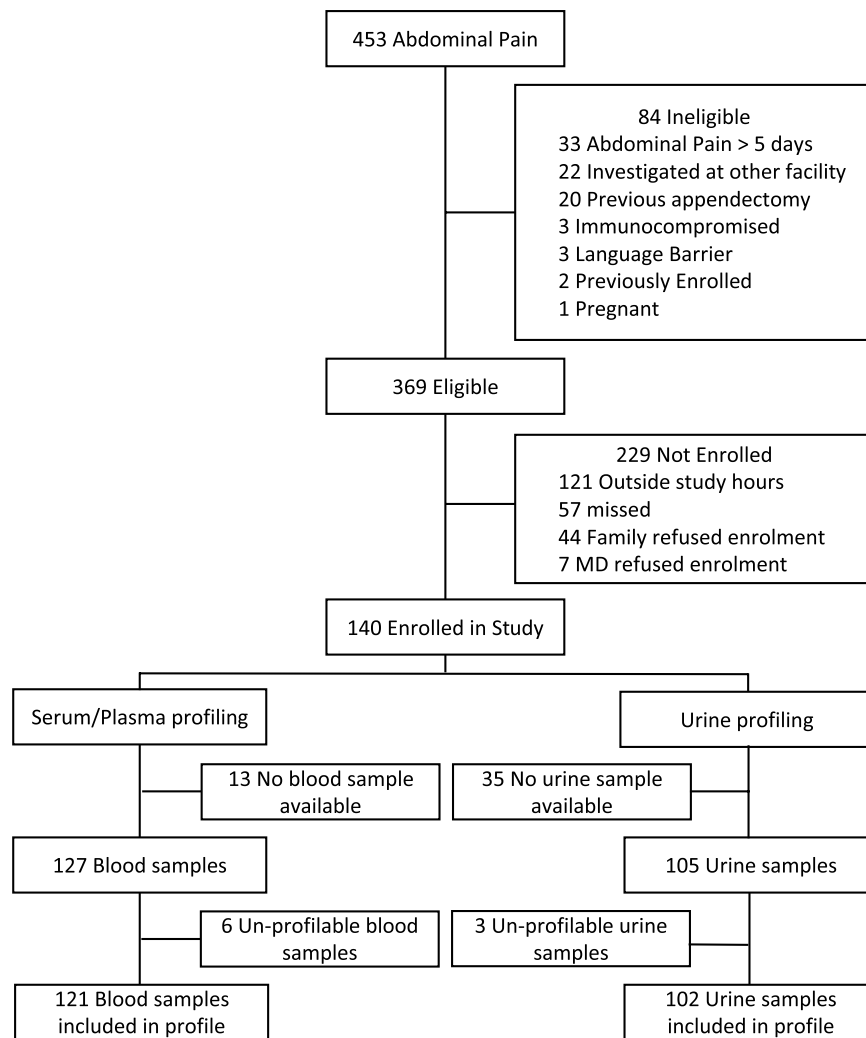 453 Abdominal Pain
84 Ineligible
33 Abdominal Pain > 5 days
22 Investigated at other facility
20 Previous appendectomy
3 Immunocompromised
3 Language Barrier
2 Previously Enrolled
1 Pregnant
369 Eligible
229 Not Enrolled
121 Outside study hours
57 missed
44 Family refused enrolment
7 MD refused enrolment
140 Enrolled in Study
Serum/Plasma profiling
Urine profiling
13 No blood sample
available
35 No urine sample
available
127 Blood samples
105 Urine samples
6 Un-profilable blood
samples
3 Un-profilable urine
samples
121 Blood samples
included in profile
102 Urine samples
included in profile